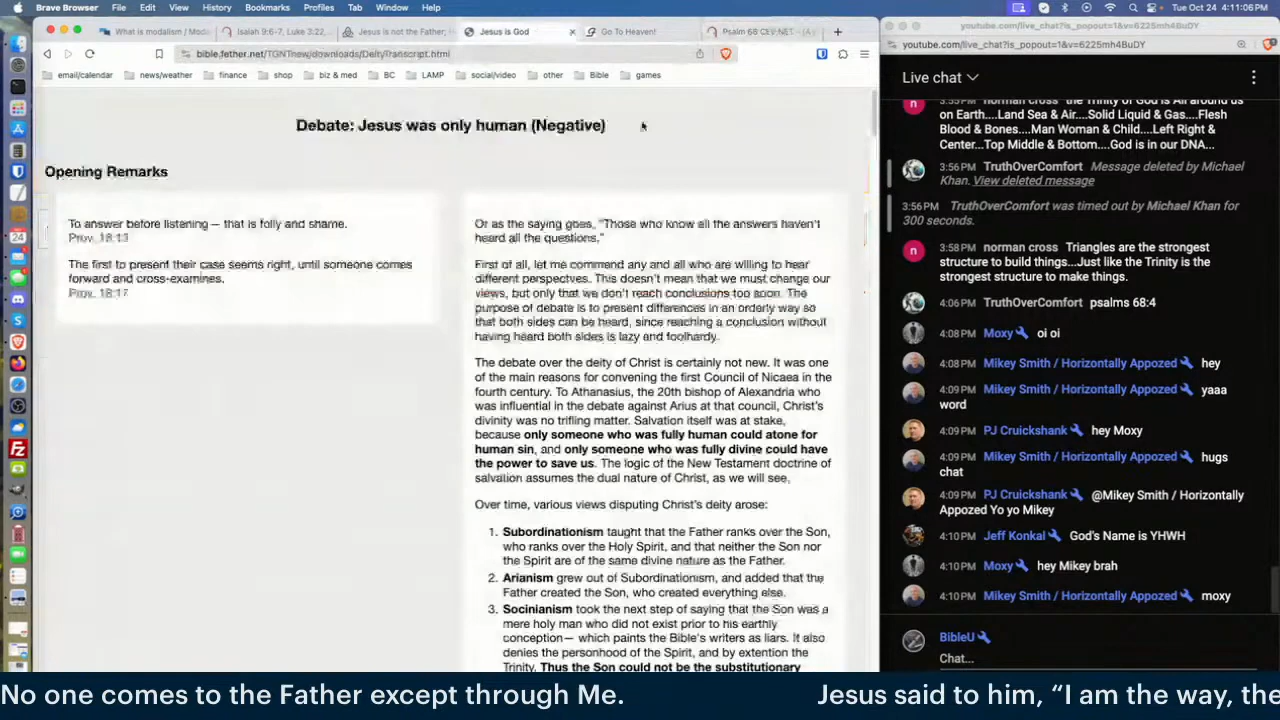 Brave Browser File Edit View History Bookmarks Profiles Tab Window Help
Tue Oct 24 4:11:06 PM
What is modalism / Moda
Isaiah 9:6-7, Luke 3:22,
Jesus is not the Father; H
Jesus is God
Go To Heaven!
Psalm 68 CEV;NET - A
bible.fether.net/TGNTnew/downloads/DeityTranscript.html
email/calendar news/weather finance shop biz & med BC LAMP social/video other Bible games
Debate: Jesus was only human (Negative)
Opening Remarks
To answer before listening — that is folly and shame.
Prov. 18:13
The first to present their case seems right, until someone comes
forward and cross-examines.
Prov. 18:17
Or as the saying goes, "Those who know all the answers haven't
heard all the questions."
First of all, let me commend any and all who are willing to hear
different perspectives. This doesn't mean that we must change our
views, but only that we don't reach conclusions too soon. The
purpose of debate is to present differences in an orderly way so
that both sides can be heard, since reaching a conclusion without
having heard both sides is lazy and foolhardy.
The debate over the deity of Christ is certainly not new. It was one
of the main reasons for convening the first Council of Nicaea in the
fourth century. To Athanasius, the 20th bishop of Alexandria who
was influential in the debate against Arius at that council, Christ's
divinity was no trifling matter. Salvation itself was at stake,
because only someone who was fully human could atone for
human sin, and only someone who was fully divine could have
the power to save us. The logic of the New Testament doctrine of
salvation assumes the dual nature of Christ, as we will see.
Over time, various views disputing Christ's deity arose:
1. Subordinationism taught that the Father ranks over the Son,
who ranks over the Holy Spirit, and that neither the Son nor
the Spirit are of the same divine nature as the Father.
2. Arianism grew out of Subordinationism, and added that the
Father created the Son, who created everything else.
3. Socinianism took the next step of saying that the Son was a
mere holy man who did not exist prior to his earthly
conception— which paints the Bible's writers as liars. It also
denies the personhood of the Spirit, and by extention the
Trinity. Thus the Son could not be the substitutionary
youtube.com/live_chat?is_popout=1&v=6225mh4BuDY
youtube.com/live_chat?is_popout=1&v=6225mh4BuDY
Live chat
3:55 PM norman cross the Trinity of God is All around us
on Earth....Land Sea & Air....Solid Liquid & Gas....Flesh
Blood & Bones....Man Woman & Child....Left Right &
Center...Top Middle & Bottom....God is in our DNA...
3:56 PM TruthOverComfort Message deleted by Michael
Khan. View deleted message
3:56 PM TruthOverComfort was timed out by Michael Khan for
300 seconds.
3:58 PM norman cross Triangles are the strongest
structure to build things...Just like the Trinity is the
strongest structure to make things.
4:06 PM TruthOverComfort psalms 68:4
4:08 PM Moxy oi oi
4:08 PM Mikey Smith / Horizontally Appozed hey
4:09 PM Mikey Smith / Horizontally Appozed yaaa
word
4:09 PM PJ Cruickshank hey Moxy
4:09 PM Mikey Smith / Horizontally Appozed hugs
chat
4:09 PM PJ Cruickshank @Mikey Smith / Horizontally
Appozed Yo yo Mikey
4:10 PM Jeff Konkal God's Name is YHWH
4:10 PM Moxy hey Mikey brah
4:10 PM Mikey Smith / Horizontally Appozed moxy
BibleU
Chat...
No one comes to the Father except through Me. Jesus said to him, “I am the way, the